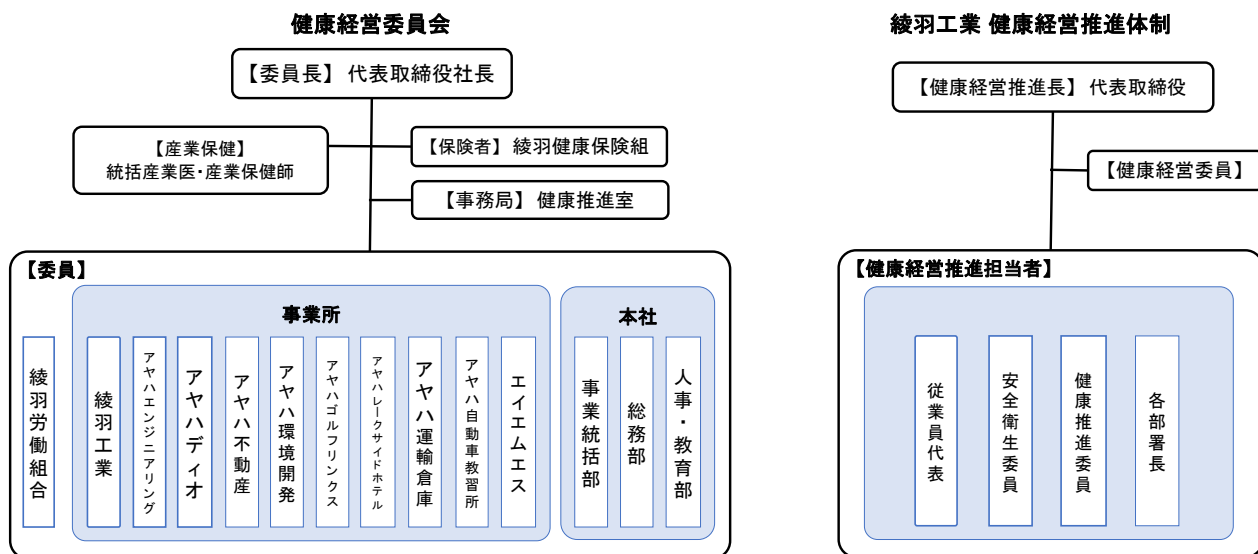 健康経営委員会
【委員長】 代表取締役社長
【産業保健】
統括産業医・産業保健師
【保険者】 綾羽健康保険組
【事務局】 健康推進室
【委員】
綾羽労働組合
事業所
綾羽工業
アヤハエンジニアリング
アヤハディオ
アヤハ不動産
アヤハ環境開発
アヤハゴルフリンクス
アヤハレークサイドホテル
アヤハ運輸倉庫
アヤハ自動車教習所
エイエムエス
本社
事業統括部
総務部
人事・教育部
綾羽工業 健康経営推進体制
【健康経営推進長】 代表取締役
【健康経営委員】
【健康経営推進担当者】
従業員代表
安全衛生委員
健康推進委員
各部署長